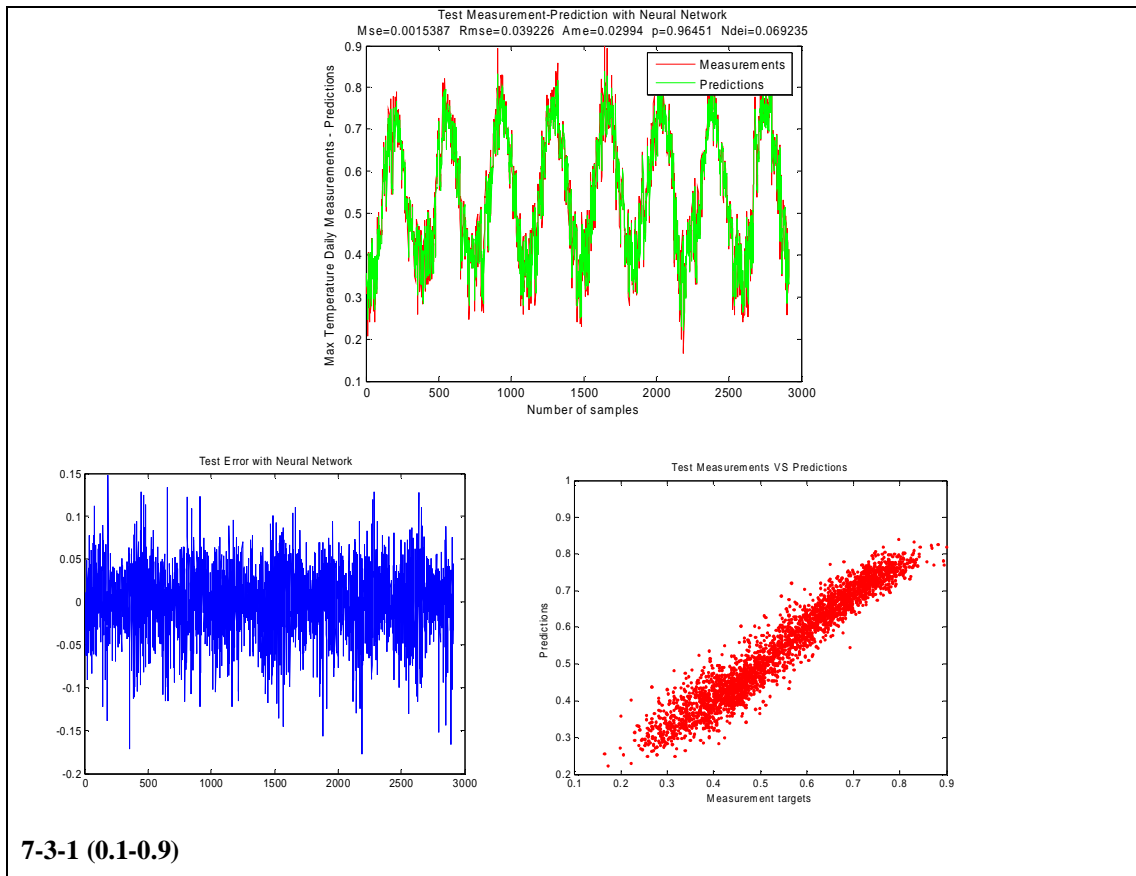 Test Measurement-Prediction with Neural Network
Mse=0.0015387 Rmse=0.039226 Ame=0.02994 p=0.96451 Ndei=0.069235
Max Temperature Daily Measurements - Predictions
0.9
0.8
0.7
0.6
0.5
0.4
0.3
0.2
0.1
Measurements
Predictions
0 500 1000 1500 2000 2500 3000
Number of samples
Test Error with Neural Network
0.15
0.1
0.05
0
-0.05
-0.1
-0.15
-0.2
0 500 1000 1500 2000 2500 3000
Test Measurements VS Predictions
Predictions
1
0.9
0.8
0.7
0.6
0.5
0.4
0.3
0.2
0.1 0.2 0.3 0.4 0.5 0.6 0.7 0.8 0.9
Measurement targets
7-3-1 (0.1-0.9)